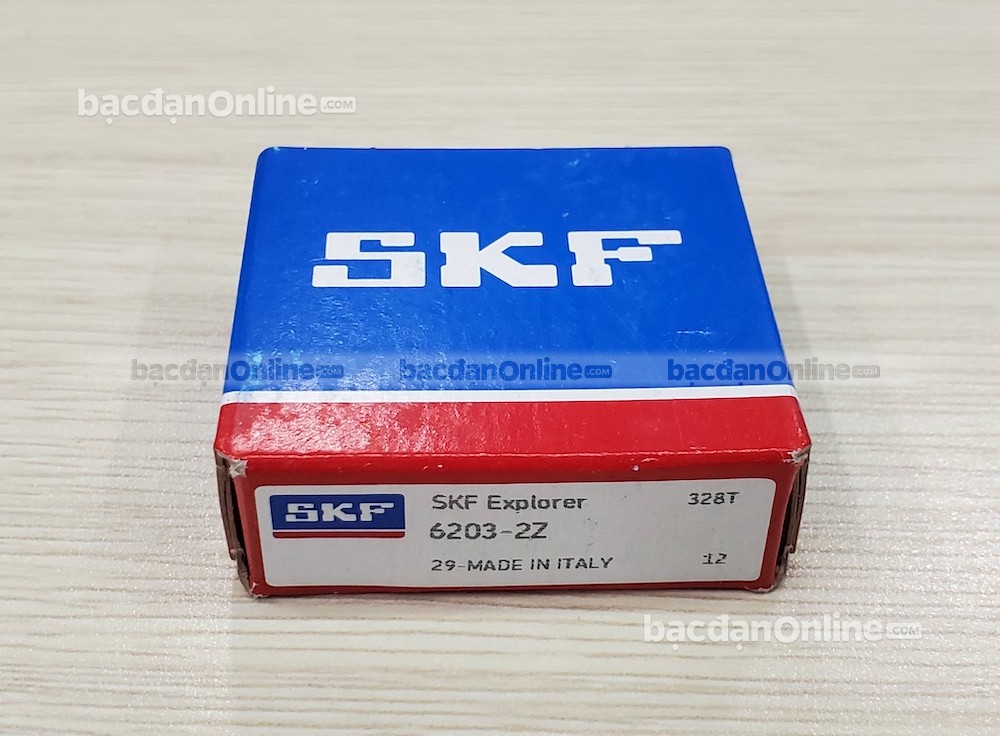 bạcđạnOnline.COM
SKF
bạcđạnOnline.COM bạcđạnOnline.COM bạcđạnOnline.COM
SKF
SKF Explorer 328T
6203-2Z
29-MADE IN ITALY 12
bạcđạnOnline.COM